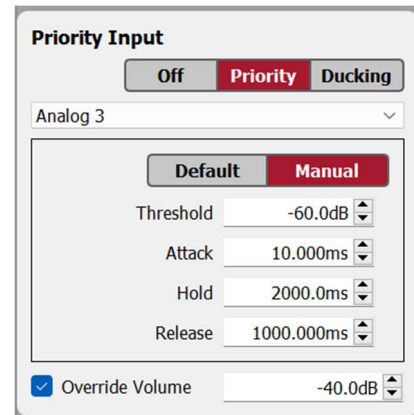 Priority Input
Off Priority Ducking
Analog 3
Default Manual
Threshold -60.0dB
Attack 10.000ms
Hold 2000.0ms
Release 1000.000ms
Override Volume -40.0dB